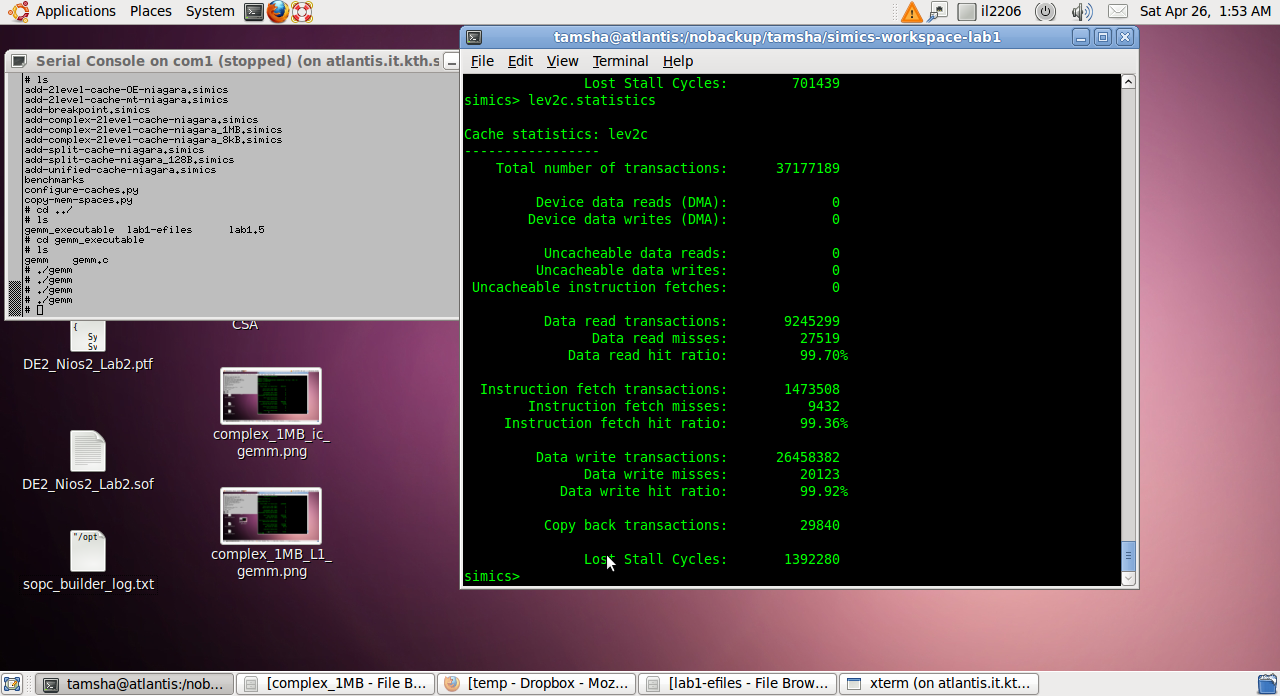 Applications Places System il2206 Sat Apr 26, 1:53 AM
Serial Console on com1 (stopped) (on atlantis.it.kth.s
# ls
add-2level-cache-OE-niagara.simics
add-2level-cache-mt-niagara.simics
add-breakpoint.simics
add-complex-2level-cache-niagara.simics
add-complex-2level-cache-niagara_1MB.simics
add-complex-2level-cache-niagara_8kB.simics
add-split-cache-niagara.simics
add-split-cache-niagara_128B.simics
add-unified-cache-niagara.simics
benchmarks
configure-caches.py
copy-mem-spaces.py
# cd ../
# ls
gemm_executable lab1-efiles lab1.5
# cd gemm_executable
# ls
gemm gemm.c
# ./gemm
# ./gemm
# ./gemm
# ./gemm
#
CSA
{
Sy
Sv
DE2_Nios2_Lab2.ptf
complex_1MB_ic_
gemm.png
DE2_Nios2_Lab2.sof
complex_1MB_L1_
gemm.png
"/opt
sopc_builder_log.txt
tamsha@atlantis:/nobackup/tamsha/simics-workspace-lab1
File Edit View Terminal Help
Lost Stall Cycles: 701439
simics> lev2c.statistics
Cache statistics: lev2c
-----------------
Total number of transactions: 37177189
Device data reads (DMA): 0
Device data writes (DMA): 0
Uncacheable data reads: 0
Uncacheable data writes: 0
Uncacheable instruction fetches: 0
Data read transactions: 9245299
Data read misses: 27519
Data read hit ratio: 99.70%
Instruction fetch transactions: 1473508
Instruction fetch misses: 9432
Instruction fetch hit ratio: 99.36%
Data write transactions: 26458382
Data write misses: 20123
Data write hit ratio: 99.92%
Copy back transactions: 29840
Lost Stall Cycles: 1392280
simics>
tamsha@atlantis:/nob... [complex_1MB - File B... [temp - Dropbox - Moz... [lab1-efiles - File Brow... xterm (on atlantis.it.kt...